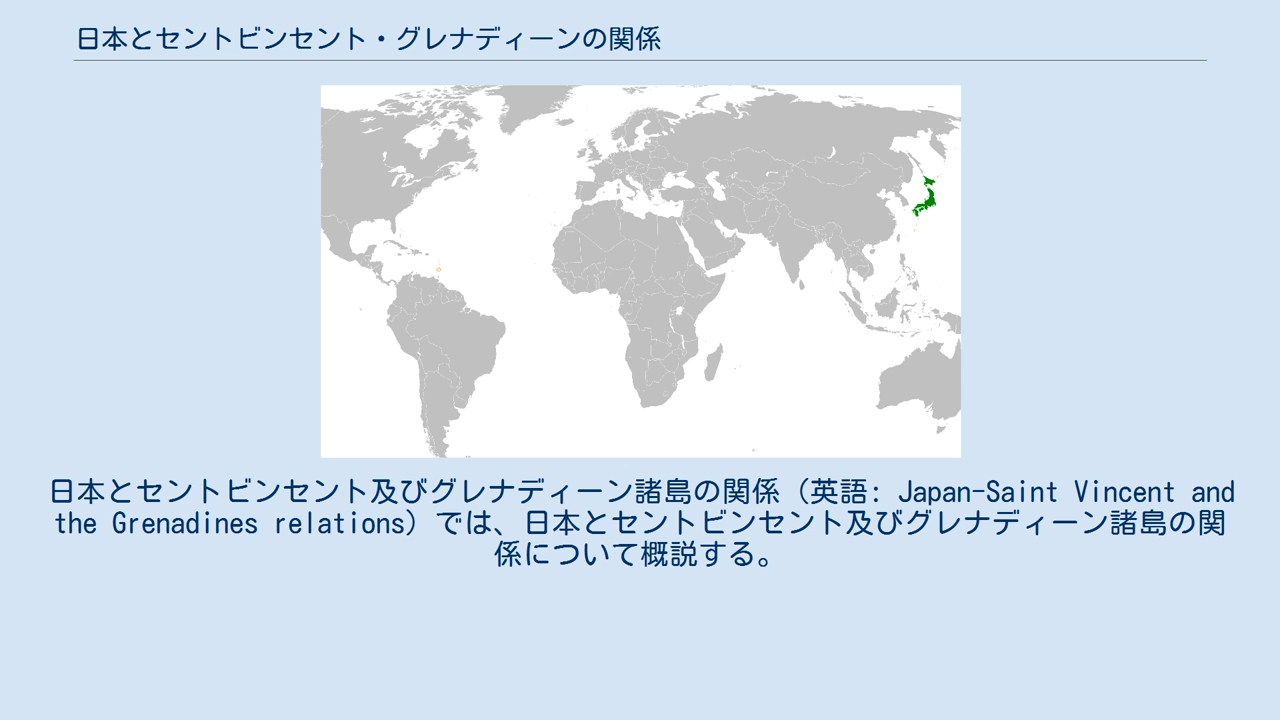 日本とセントビンセント・グレナディーンの関係
日本とセントビンセント及びグレナディーン諸島の関係（英語: Japan-Saint Vincent and
the Grenadines relations）では、日本とセントビンセント及びグレナディーン諸島の関
係について概説する。